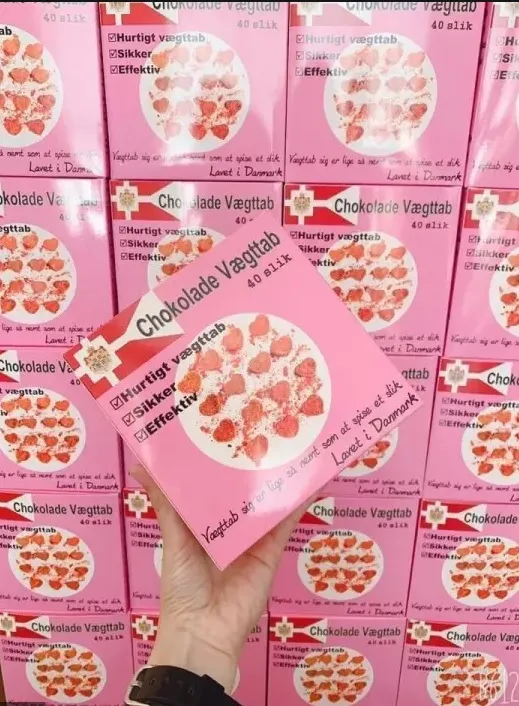 Chokolade Vægttab
40 slik
☑Hurtigt vægttab
☑Sikker
☑Effektiv
Vægttab sig er lige så nemt som at spise et slik
Lavet i Danmark